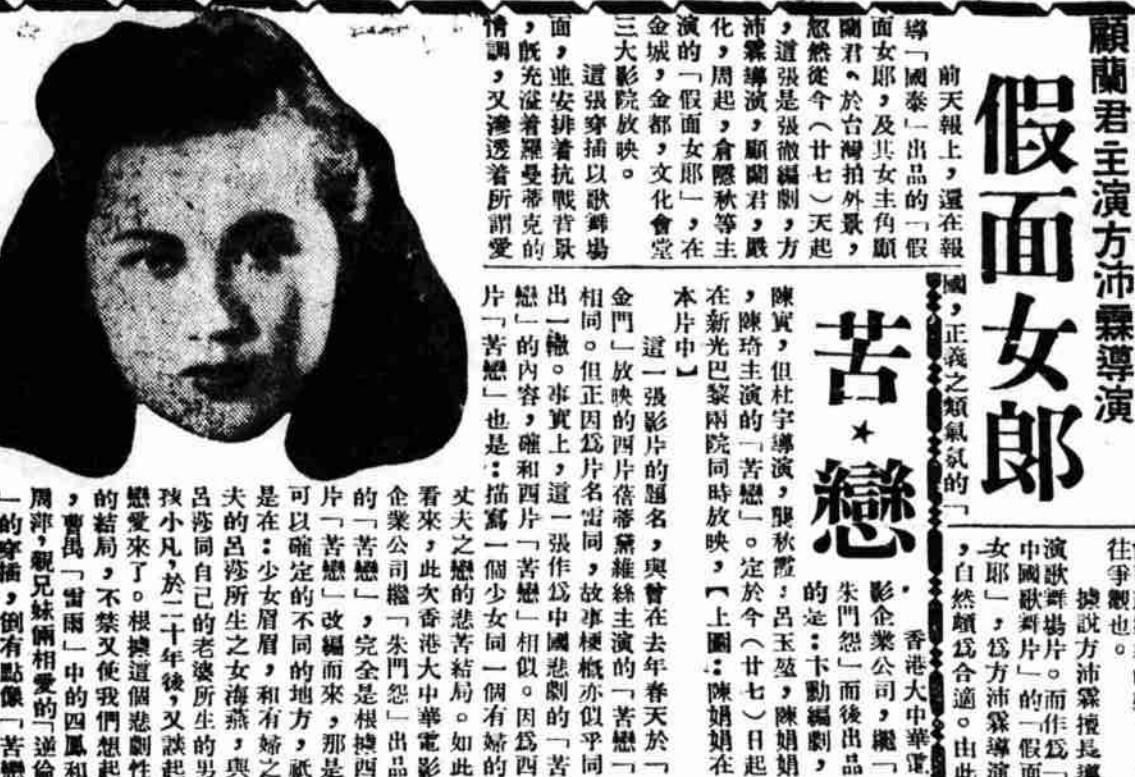 顧蘭君主演方沛霖導演
假面女郎
前天報上，還在報
導「國泰」出品的「假
面女郎，及其女主角顧
蘭君、於台灣拍外景，
忽然從今（廿七）天起
，這張是張徹編劇，方
沛霖導演，顧蘭君，嚴
化，周起，倉隱秋等主
演的「假面女郎」，在
金城，金都，文化會堂
三大影院放映。
這張穿插以歌舞場
面，並安排着抗戰背景
，旣充溢着羅曼蒂克的
情調，又滲透着所謂愛
國，正義之類氣氛的「
往爭觀也。
據說方沛霖擅長導
演歌舞場片。而作爲
中國歌舞片」的「假面
女郎」，爲方沛霖導演
，自然頗爲合適。由此
苦★戀
香港大中華電
影企業公司，繼「
朱門怨」而後出品
的是：卞勳編劇，
陳實，但杜宇導演，龔秋霞，呂玉堃，陳娟娟
，陳琦主演的「苦戀」。定於今（廿七）日起
在新光巴黎兩院同時放映，【上圖：陳娟娟在
本片中】
這一張影片的題名，與曾在去年春天於「
金門」放映的西片蓓蒂黛維絲主演的「苦戀」
相同。但正因爲片名雷同，故事梗槪亦似乎同
出一轍。事實上，這一張作爲中國悲劇的「苦
戀」的內容，確和西片「苦戀」相似。因爲西
片「苦戀」也是：描寫一個少女同一個有婦的
丈夫之戀的悲苦結局。如此
看來，此次香港大中華電影
企業公司繼「朱門怨」出品
的「苦戀」，完全是根據西
片「苦戀」改編而來，那是
可以確定的不同的地方，祇
是在：少女眉眉，和有婦之
夫的呂莎所生之女海燕，與
呂莎同自己的老婆所生的男
孩小凡，於二十年後，又談起
戀愛來了。根據這個悲劇性
的結局，不禁又使我們想起
，曹禺「雷雨」中的四鳳和
周萍，親兄妹倆相愛的「逆倫
」的穿插，倒有點像「苦戀